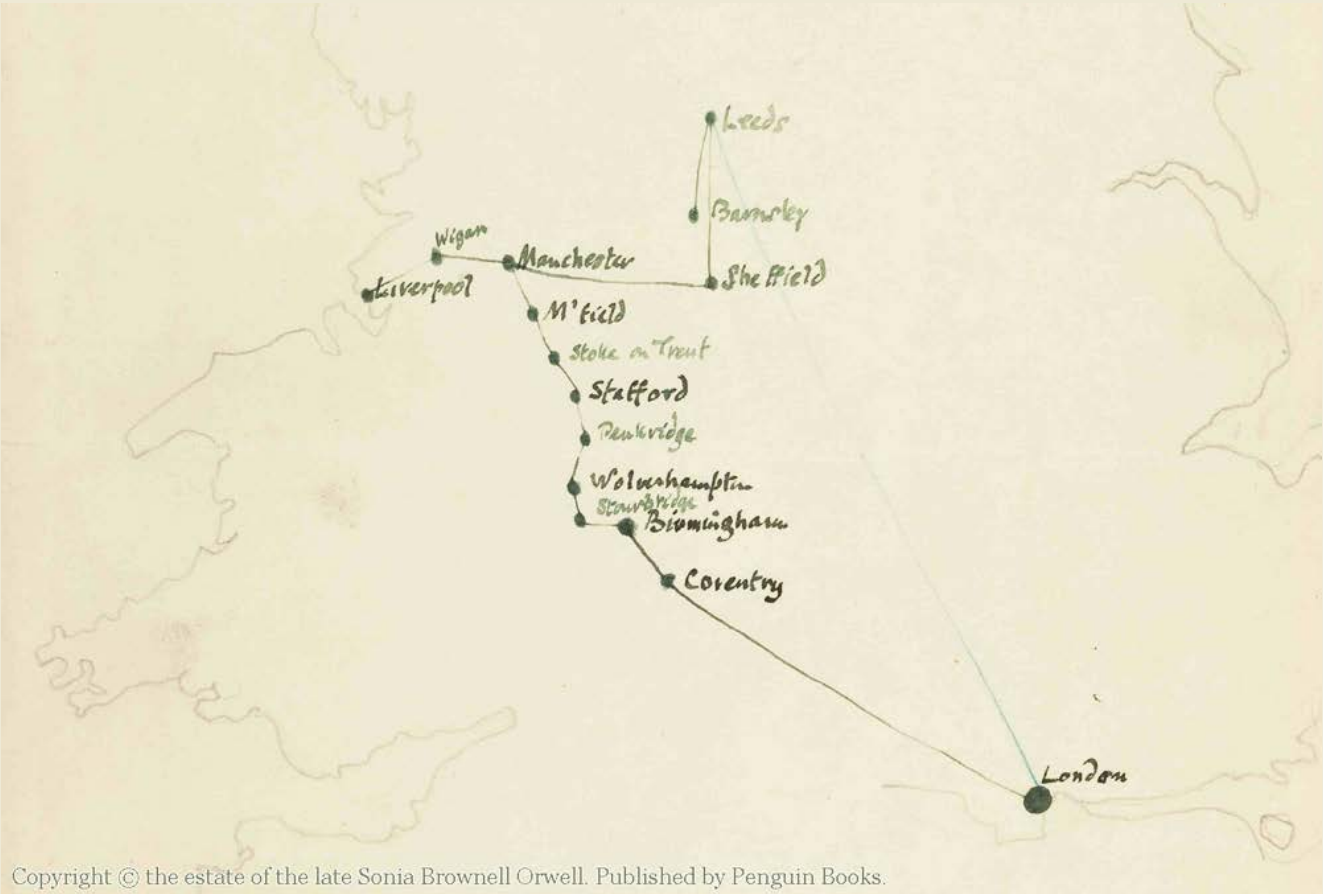 Leeds
Barnsley
Wigan
Manchester
Sheffield
Liverpool
M'field
Stoke on Trent
Stafford
Penkridge
Wolverhampton
Stourbridge
Birmingham
Coventry
London
Copyright © the estate of the late Sonia Brownell Orwell. Published by Penguin Books.